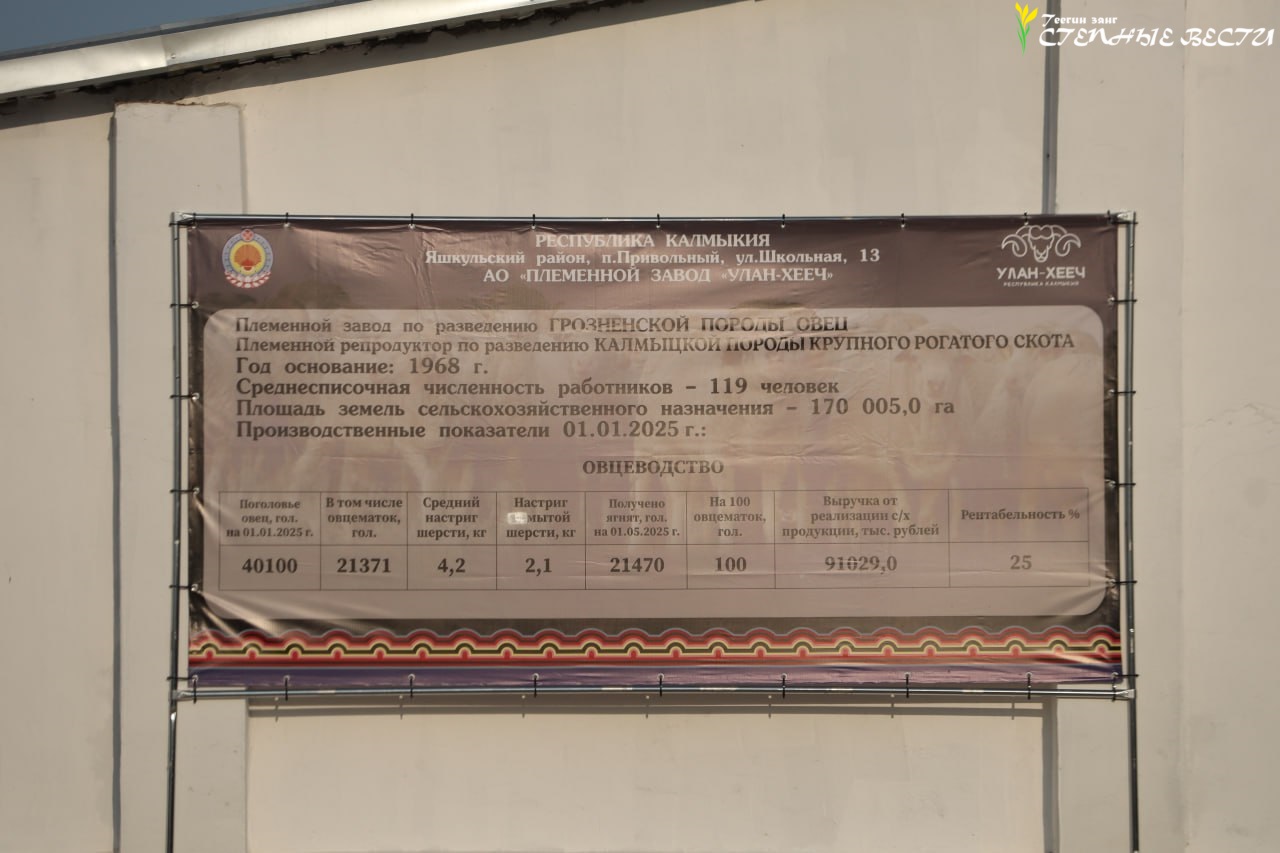 Теегин занг
СТЕПНЫЕ ВЕСТИ
РЕСПУБЛИКА КАЛМЫКИЯ
Яшкульский район, п.Привольный, ул.Школьная, 13
АО «ПЛЕМЕННОЙ ЗАВОД «УЛАН-ХЕЕЧ»
УЛАН-ХЕЕЧ
РЕСПУБЛИКА КАЛМЫКИЯ
Племенной завод по разведению ГРОЗНЕНСКОЙ ПОРОДЫ ОВЕЦ
Племенной репродуктор по разведению КАЛМЫЦКОЙ ПОРОДЫ КРУПНОГО РОГАТОГО СКОТА
Год основание: 1968 г.
Среднесписочная численность работников – 119 человек
Площадь земель сельскохозяйственного назначения – 170 005,0 га
Производственные показатели 01.01.2025 г.:
ОВЦЕВОДСТВО
Поголовье овец, гол. на 01.01.2025 г.
В том числе овцематок, гол.
Средний настриг шерсти, кг
Настриг мытой шерсти, кг
Получено ягнят, гол. на 01.05.2025 г.
На 100 овцематок, гол.
Выручка от реализации с/х продукции, тыс. рублей
Рентабельность %
40100 21371 4,2 2,1 21470 100 91029,0 25